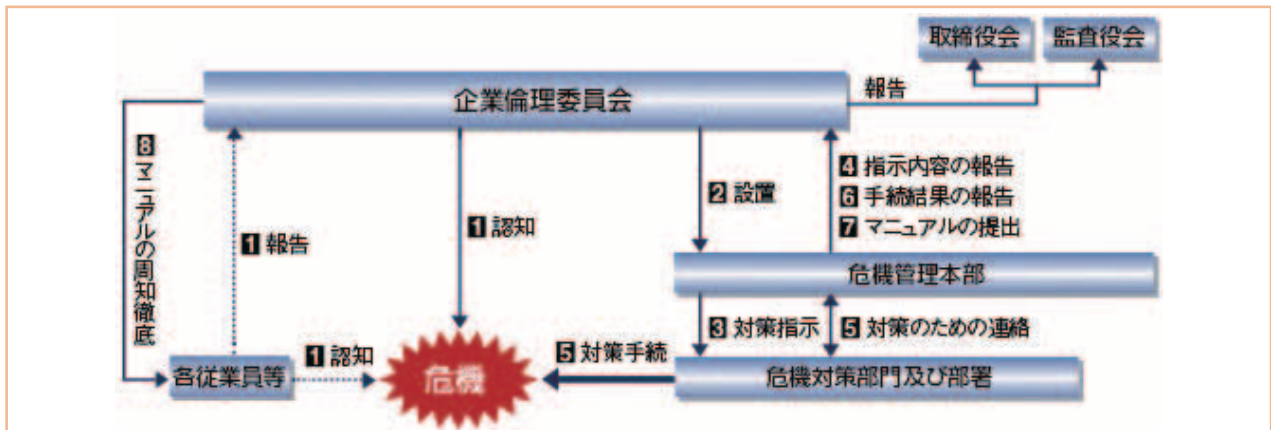 取締役会
監査役会
企業倫理委員会
報告
8 マニュアルの周知徹底
1 報告
1 認知
2 設置
4 指示内容の報告
6 手続結果の報告
7 マニュアルの提出
危機管理本部
3 対策指示
5 対策のための連絡
各従業員等
1 認知
危機
5 対策手続
危機対策部門及び部署